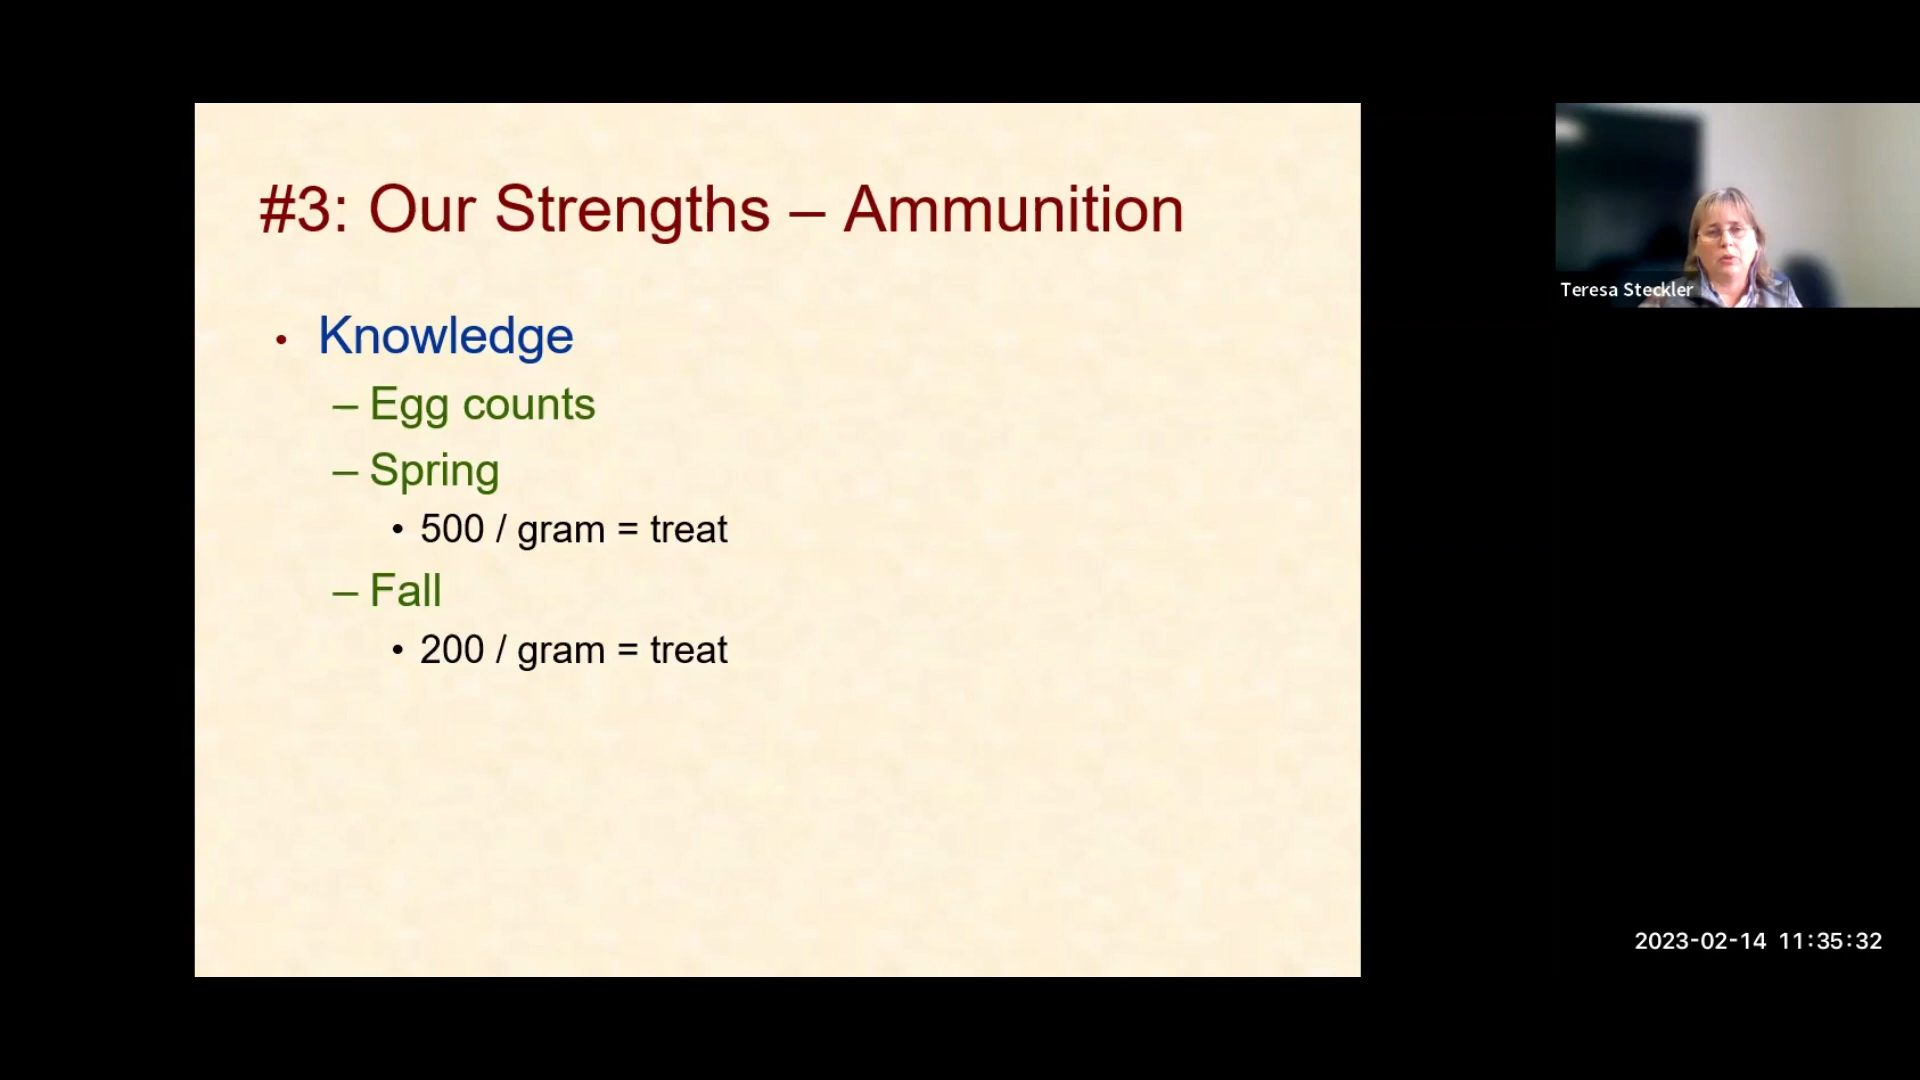 #3: Our Strengths – Ammunition
• Knowledge
– Egg counts
– Spring
• 500 / gram = treat
– Fall
• 200 / gram = treat
Teresa Steckler
2023-02-14 11:35:32